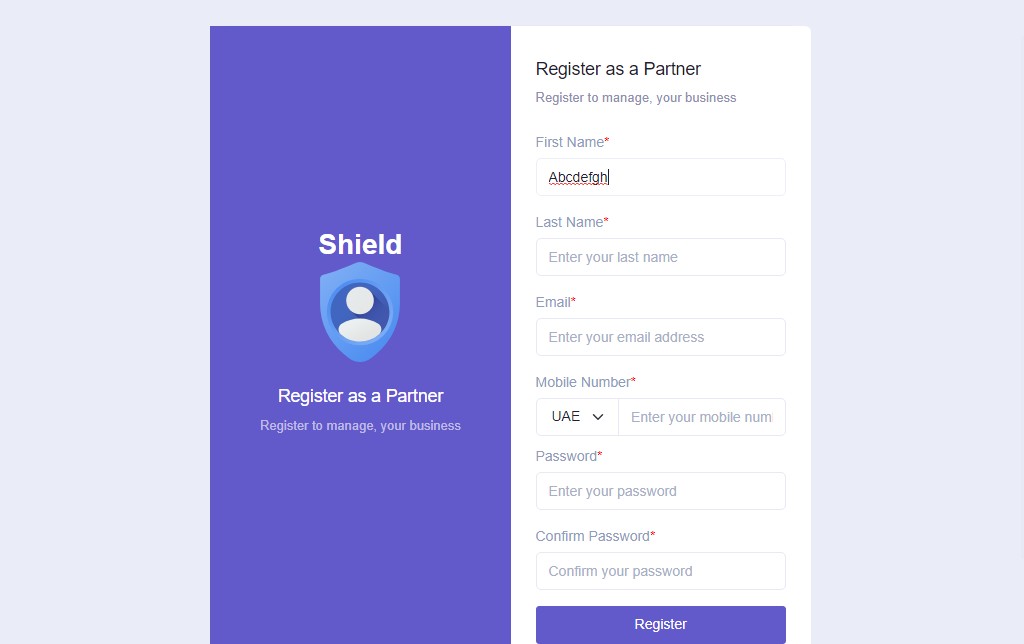 Shield
Register as a Partner
Register to manage, your business
Register as a Partner
Register to manage, your business
First Name*
Abcdefgh
Last Name*
Enter your last name
Email*
Enter your email address
Mobile Number*
UAE Enter your mobile num
Password*
Enter your password
Confirm Password*
Confirm your password
Register